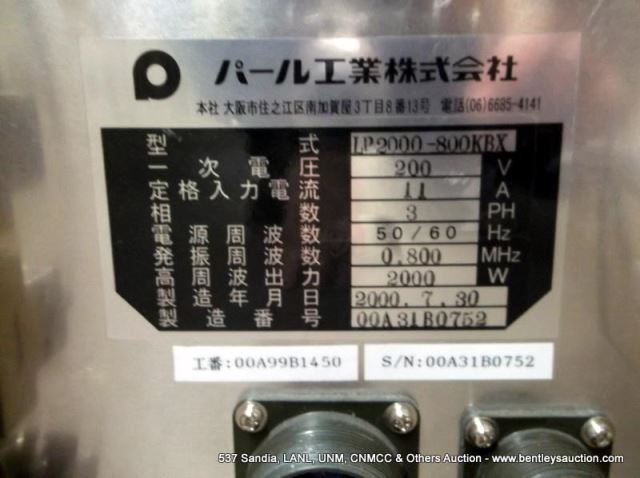 パール工業株式会社
本社 大阪市住之江区南加賀屋3丁目8番13号 電話(06)6685-4141
型式 LP2000-800KBX
一次電圧 200 V
定格入力電流 11 A
相数 3 PH
電源周波数 50/60 Hz
発振周波数 0.800 MHz
高周波出力 2000 W
製造年月日 2000.7.30
製造番号 00A31B0752
工番:00A99B1450
S/N:00A31B0752
537 Sandia, LANL, UNM, CNMCC & Others Auction - www.bentleysauction.com